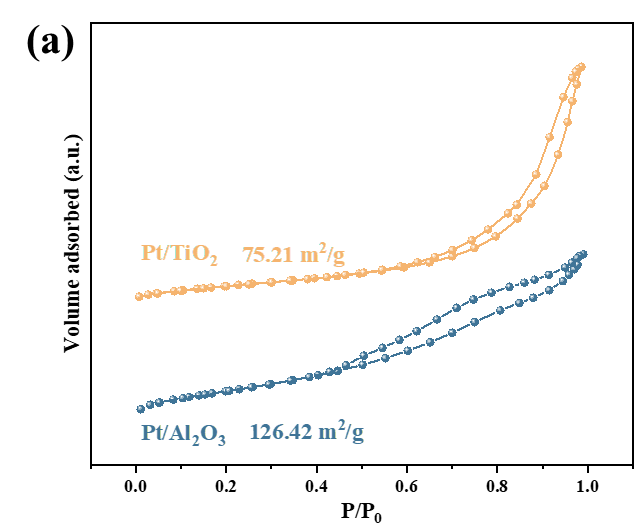 (a)
Volume adsorbed (a.u.)
Pt/TiO₂ 75.21 m²/g
Pt/Al₂O₃ 126.42 m²/g
0.0 0.2 0.4 0.6 0.8 1.0
P/P₀